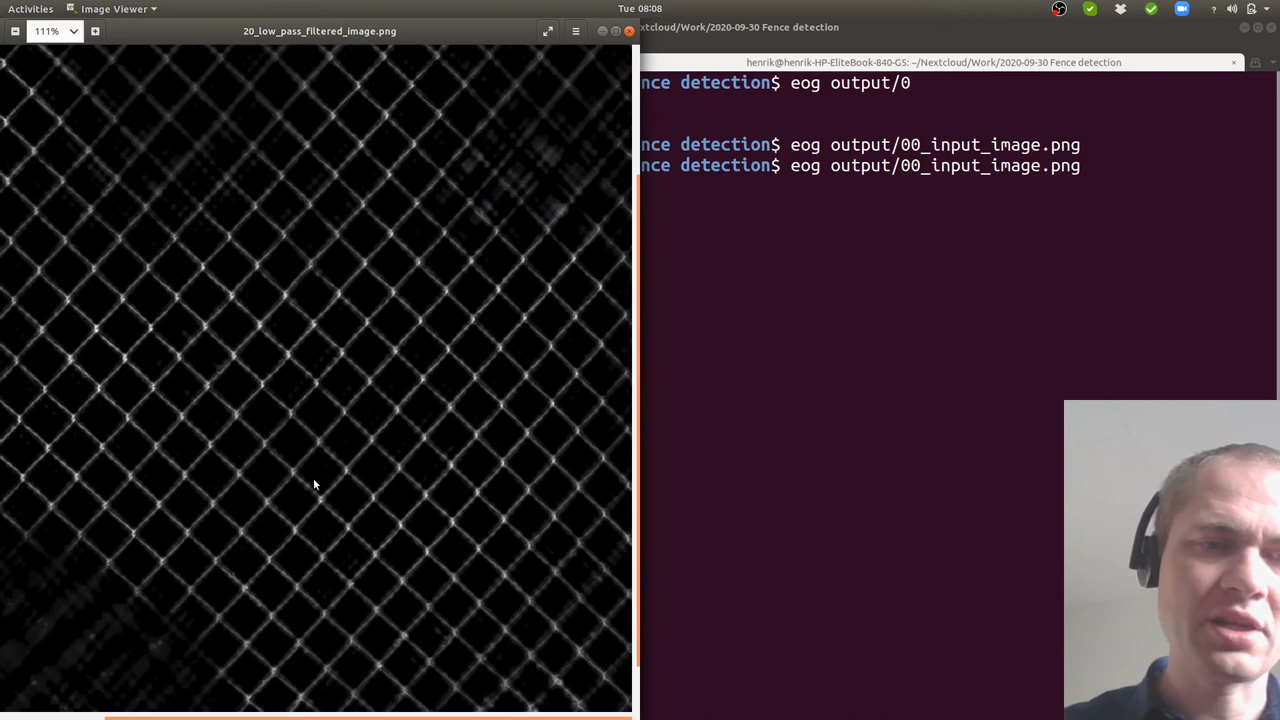 Activities Image Viewer Tue 08:08
111% 20_low_pass_filtered_image.png
xtcloud/Work/2020-09-30 Fence detection
henrik@henrik-HP-EliteBook-840-G5: ~/Nextcloud/Work/2020-09-30 Fence detection
nce detection$ eog output/0
nce detection$ eog output/00_input_image.png
nce detection$ eog output/00_input_image.png